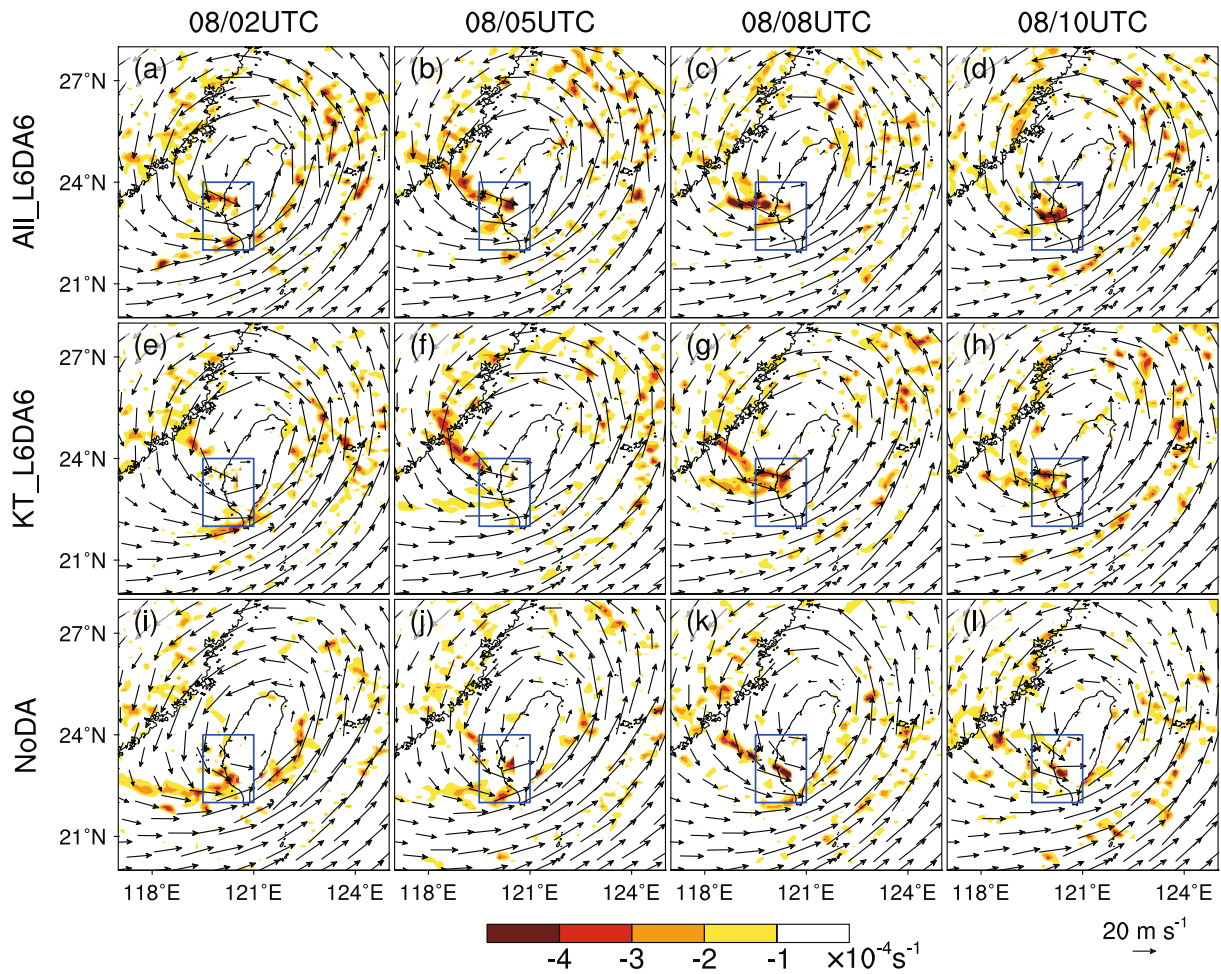 08/02UTC 08/05UTC 08/08UTC 08/10UTC
All_L6DA6
27°N
24°N
21°N
(a) (b) (c) (d)
KT_L6DA6
27°N
24°N
21°N
(e) (f) (g) (h)
NoDA
27°N
24°N
21°N
(i) (j) (k) (l)
118°E 121°E 124°E 118°E 121°E 124°E 118°E 121°E 124°E 118°E 121°E 124°E
-4 -3 -2 -1 ×10⁻⁴s⁻¹
20 m s⁻¹